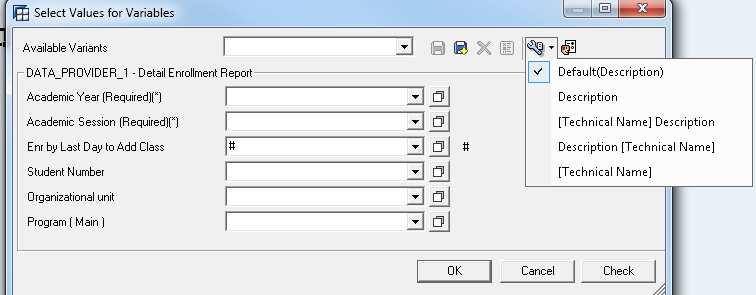 Select Values for Variables
Available Variants
DATA_PROVIDER_1 - Detail Enrollment Report
Academic Year (Required)(*)
Academic Session (Required)(*)
Enr by Last Day to Add Class # #
Student Number
Organizational unit
Program ( Main )
Default(Description)
Description
[Technical Name] Description
Description [Technical Name]
[Technical Name]
OK Cancel Check